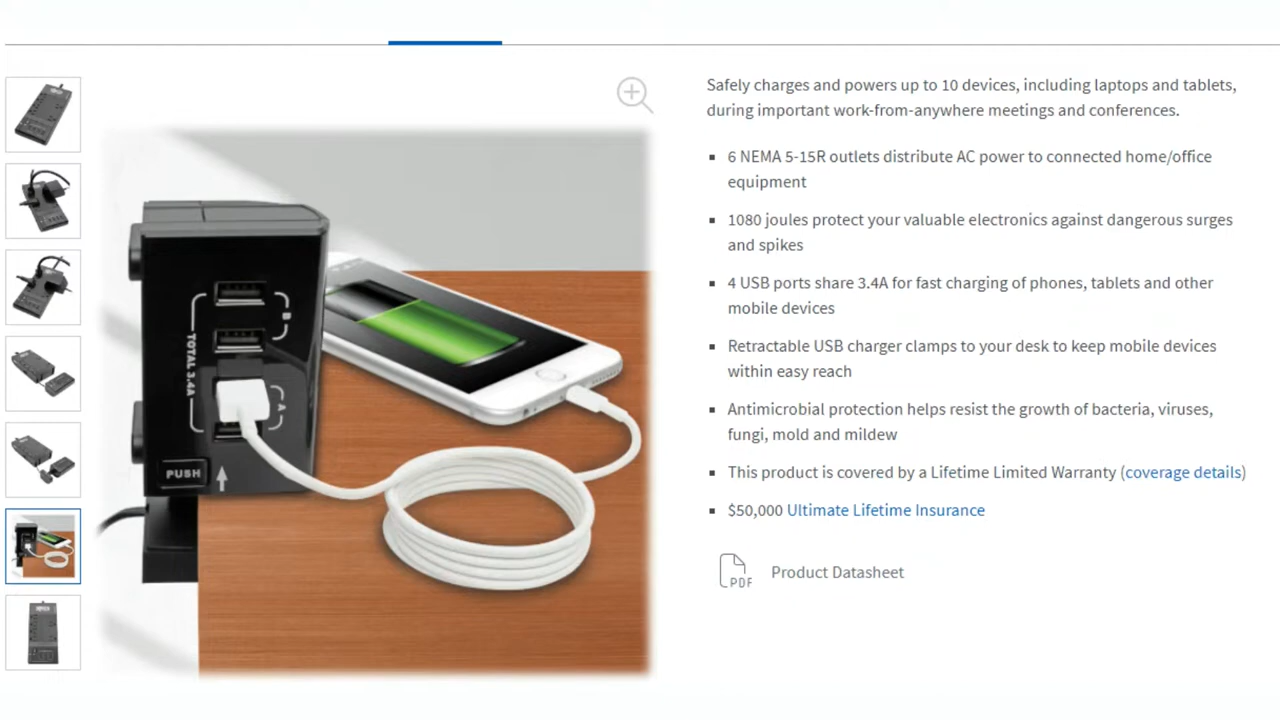 Safely charges and powers up to 10 devices, including laptops and tablets,
during important work-from-anywhere meetings and conferences.
6 NEMA 5-15R outlets distribute AC power to connected home/office
equipment
1080 joules protect your valuable electronics against dangerous surges
and spikes
4 USB ports share 3.4A for fast charging of phones, tablets and other
mobile devices
Retractable USB charger clamps to your desk to keep mobile devices
within easy reach
Antimicrobial protection helps resist the growth of bacteria, viruses,
fungi, mold and mildew
This product is covered by a Lifetime Limited Warranty (coverage details)
$50,000 Ultimate Lifetime Insurance
PDF
Product Datasheet
B
TOTAL 3.4A
A
PUSH